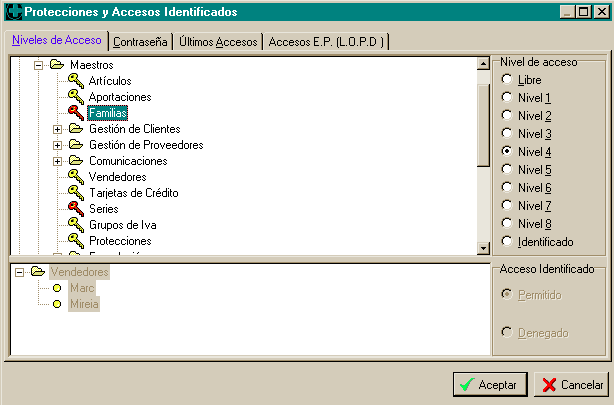 Protecciones y Accesos Identificados
Niveles de Acceso
Contraseña
Últimos Accesos
Accesos E.P. (L.O.P.D )
Maestros
Artículos
Aportaciones
Familias
Gestión de Clientes
Gestión de Proveedores
Comunicaciones
Vendedores
Tarjetas de Crédito
Series
Grupos de Iva
Protecciones
Nivel de acceso
Libre
Nivel 1
Nivel 2
Nivel 3
Nivel 4
Nivel 5
Nivel 6
Nivel 7
Nivel 8
Identificado
Vendedores
Marc
Mireia
Acceso Identificado
Permitido
Denegado
Aceptar
Cancelar